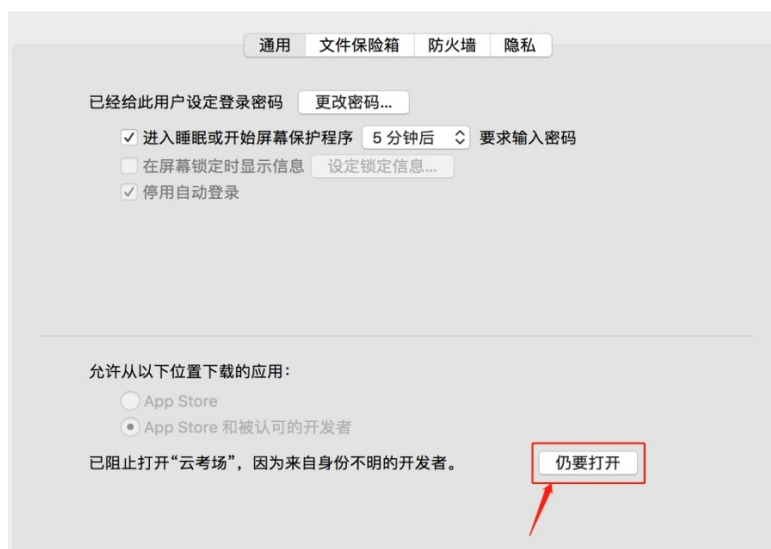 通用 文件保险箱 防火墙 隐私
已经给此用户设定登录密码 更改密码...
进入睡眠或开始屏幕保护程序 5 分钟后 要求输入密码
在屏幕锁定时显示信息 设定锁定信息...
停用自动登录
允许从以下位置下载的应用：
App Store
App Store 和被认可的开发者
已阻止打开“云考场”，因为来自身份不明的开发者。 仍要打开